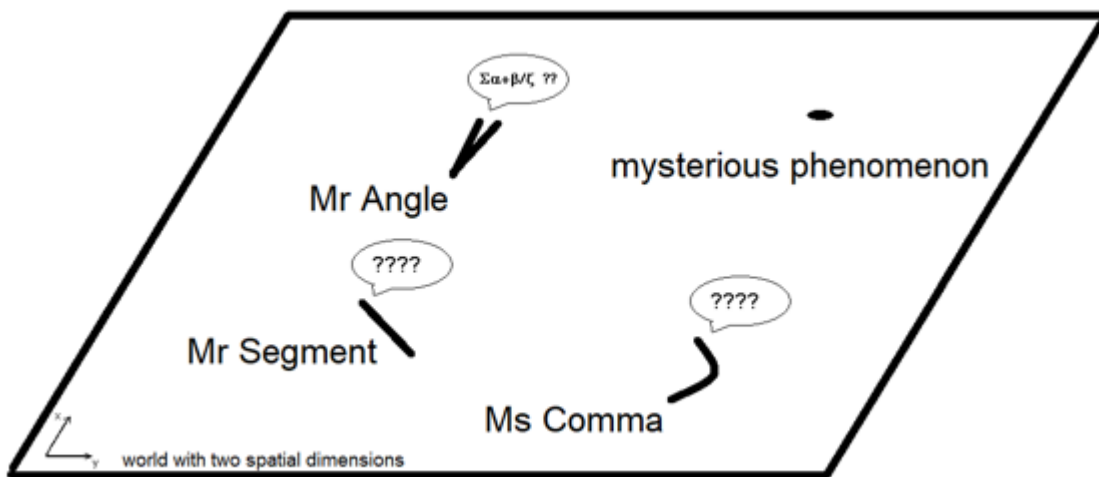 Σα+β/ζ ??
mysterious phenomenon
Mr Angle
????
????
Mr Segment
Ms Comma
x
y
world with two spatial dimensions